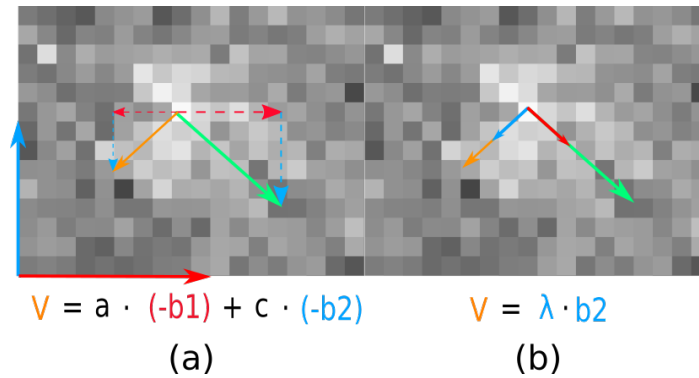 V = a · (-b1) + c · (-b2)
V = λ · b2
(a)
(b)